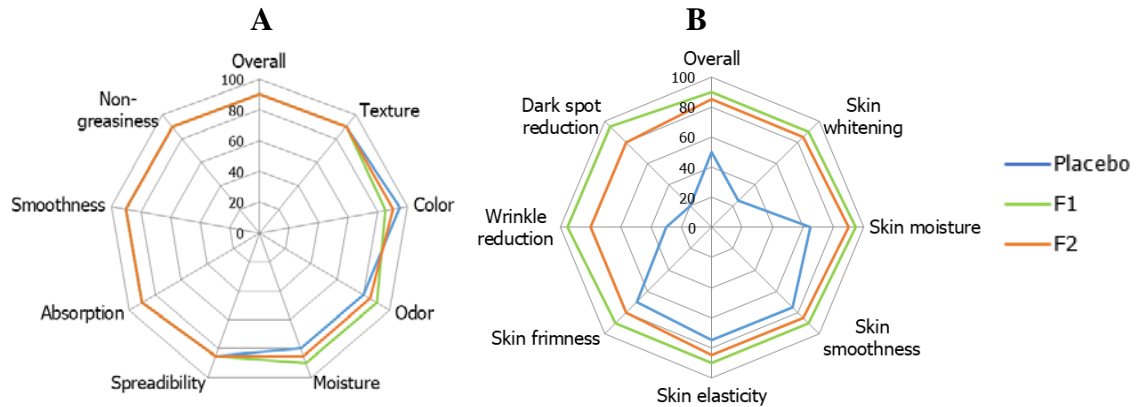 A
Overall
Texture
Color
Odor
Moisture
Spreadibility
Absorption
Smoothness
Non-
greasiness
100
80
60
40
20
0
B
Overall
Skin
whitening
Skin moisture
Skin
smoothness
Skin elasticity
Skin frimness
Wrinkle
reduction
Dark spot
reduction
100
80
60
40
20
0
Placebo
F1
F2